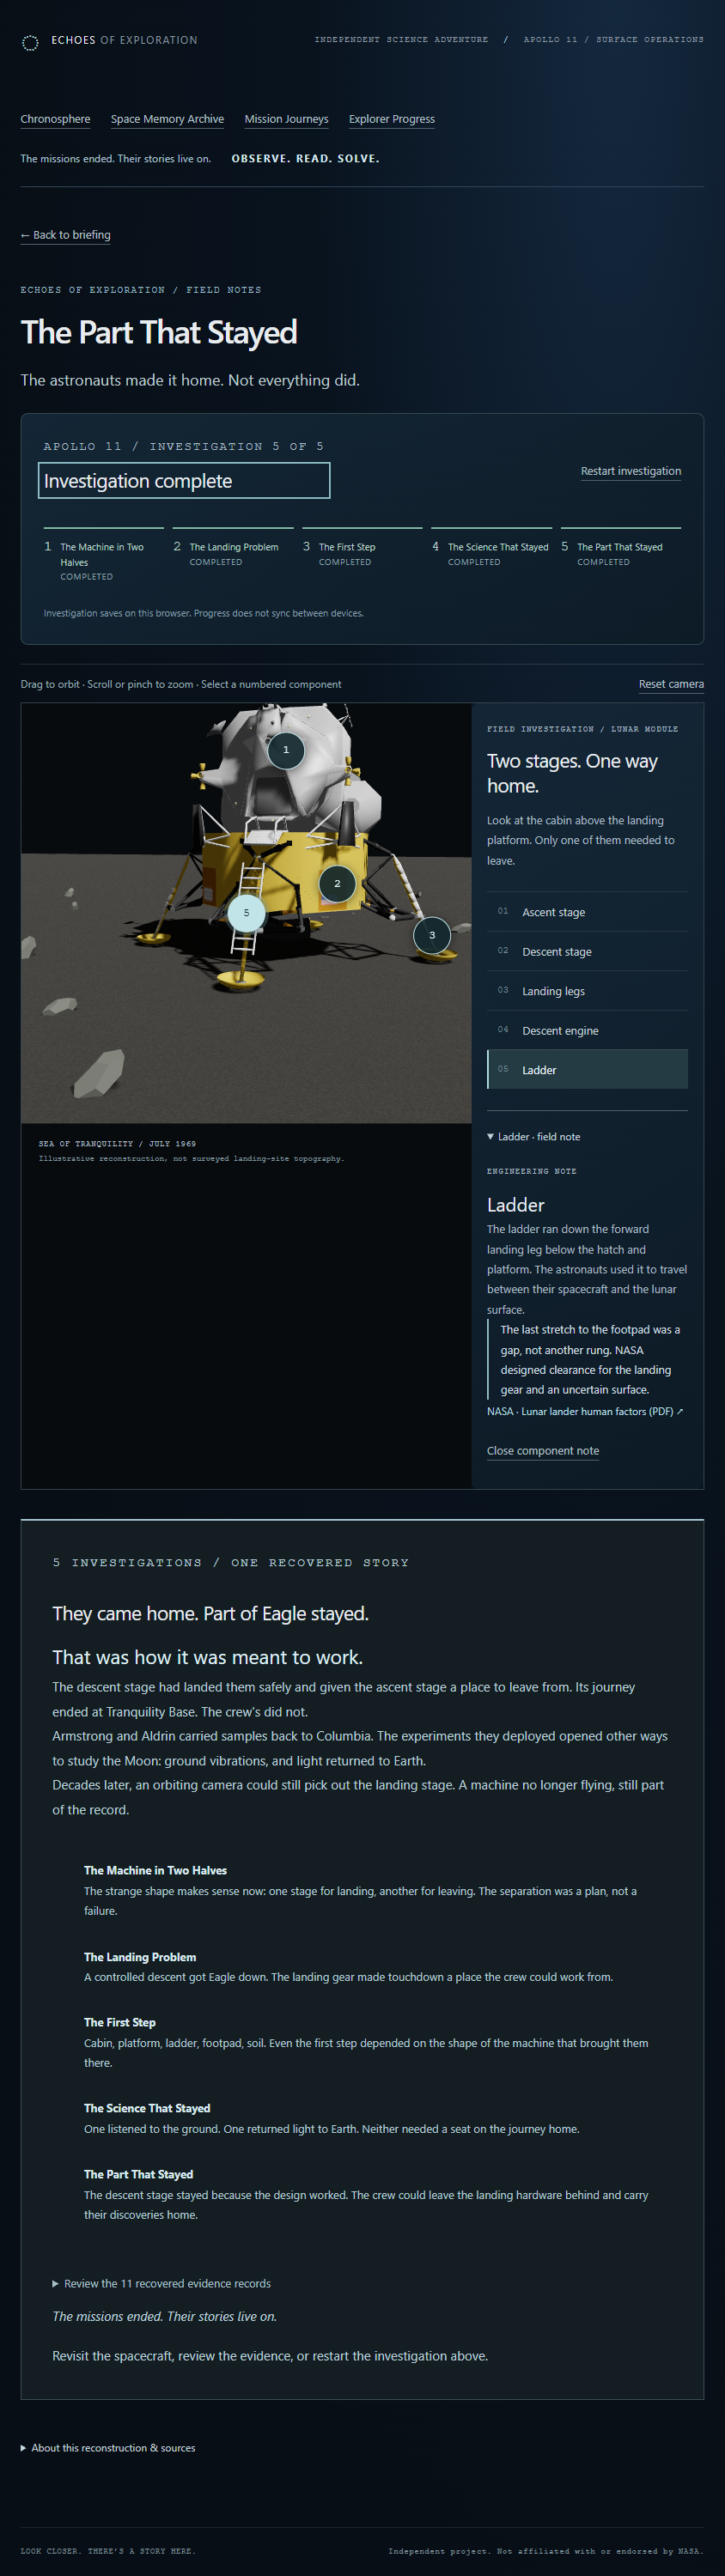 ECHOES OF EXPLORATION
INDEPENDENT SCIENCE ADVENTURE / APOLLO 11 / SURFACE OPERATIONS
Chronosphere Space Memory Archive Mission Journeys Explorer Progress
The missions ended. Their stories live on. OBSERVE. READ. SOLVE.
← Back to briefing
ECHOES OF EXPLORATION / FIELD NOTES
The Part That Stayed
The astronauts made it home. Not everything did.
APOLLO 11 / INVESTIGATION 5 OF 5
Investigation complete
Restart investigation
1 The Machine in Two
Halves
COMPLETED
2 The Landing Problem
COMPLETED
3 The First Step
COMPLETED
4 The Science That Stayed
COMPLETED
5 The Part That Stayed
COMPLETED
Investigation saves on this browser. Progress does not sync between devices.
Drag to orbit · Scroll or pinch to zoom · Select a numbered component
Reset camera
1
2
5
3
SEA OF TRANQUILITY / JULY 1969
Illustrative reconstruction, not surveyed landing-site topography.
FIELD INVESTIGATION / LUNAR MODULE
Two stages. One way
home.
Look at the cabin above the landing
platform. Only one of them needed to
leave.
01 Ascent stage
02 Descent stage
03 Landing legs
04 Descent engine
05 Ladder
▼ Ladder · field note
ENGINEERING NOTE
Ladder
The ladder ran down the forward
landing leg below the hatch and
platform. The astronauts used it to travel
between their spacecraft and the lunar
surface.
The last stretch to the footpad was a
gap, not another rung. NASA
designed clearance for the landing
gear and an uncertain surface.
NASA · Lunar lander human factors (PDF) ↗
Close component note
5 INVESTIGATIONS / ONE RECOVERED STORY
They came home. Part of Eagle stayed.
That was how it was meant to work.
The descent stage had landed them safely and given the ascent stage a place to leave from. Its journey
ended at Tranquility Base. The crew's did not.
Armstrong and Aldrin carried samples back to Columbia. The experiments they deployed opened other ways
to study the Moon: ground vibrations, and light returned to Earth.
Decades later, an orbiting camera could still pick out the landing stage. A machine no longer flying, still part
of the record.
The Machine in Two Halves
The strange shape makes sense now: one stage for landing, another for leaving. The separation was a plan, not a
failure.
The Landing Problem
A controlled descent got Eagle down. The landing gear made touchdown a place the crew could work from.
The First Step
Cabin, platform, ladder, footpad, soil. Even the first step depended on the shape of the machine that brought them
there.
The Science That Stayed
One listened to the ground. One returned light to Earth. Neither needed a seat on the journey home.
The Part That Stayed
The descent stage stayed because the design worked. The crew could leave the landing hardware behind and carry
their discoveries home.
▶ Review the 11 recovered evidence records
The missions ended. Their stories live on.
Revisit the spacecraft, review the evidence, or restart the investigation above.
▶ About this reconstruction & sources
LOOK CLOSER. THERE'S A STORY HERE.
Independent project. Not affiliated with or endorsed by NASA.